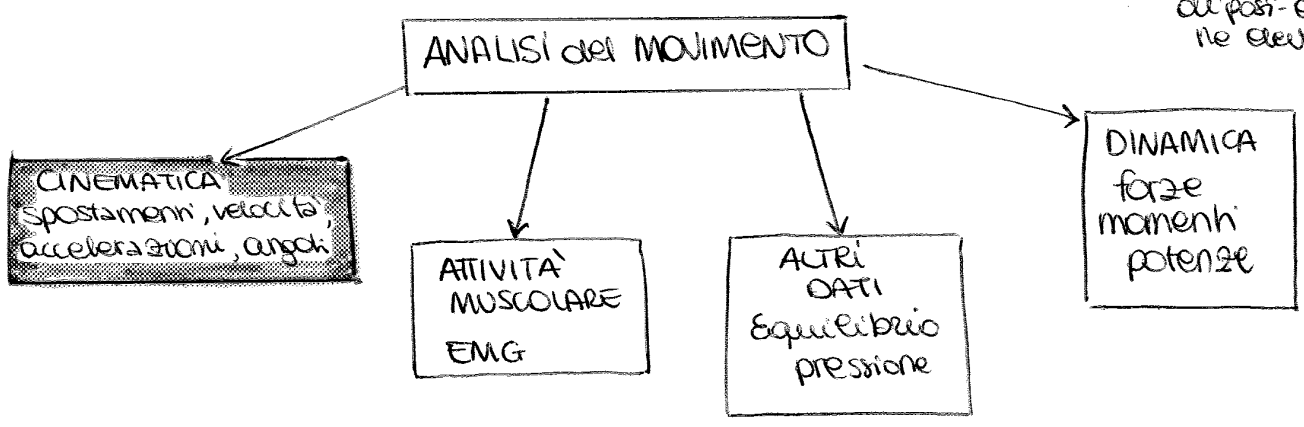 ANALISI del MOVIMENTO
CINEMATICA
spostamenti, velocità,
accelerazioni, angoli
ATTIVITÀ
MUSCOLARE
EMG
ALTRI
DATI
Equilibrio
pressione
DINAMICA
forze
momenti
potenze